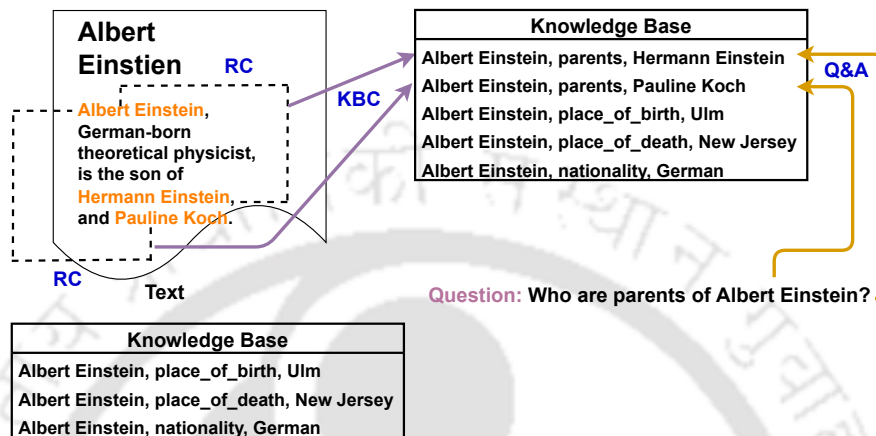 Albert
Einstien
RC
Albert Einstein,
German-born
theoretical physicist,
is the son of
Hermann Einstein,
and Pauline Koch.
RC
Text
KBC
Knowledge Base
Albert Einstein, parents, Hermann Einstein
Albert Einstein, parents, Pauline Koch
Albert Einstein, place_of_birth, Ulm
Albert Einstein, place_of_death, New Jersey
Albert Einstein, nationality, German
Q&A
Question: Who are parents of Albert Einstein?
Knowledge Base
Albert Einstein, place_of_birth, Ulm
Albert Einstein, place_of_death, New Jersey
Albert Einstein, nationality, German